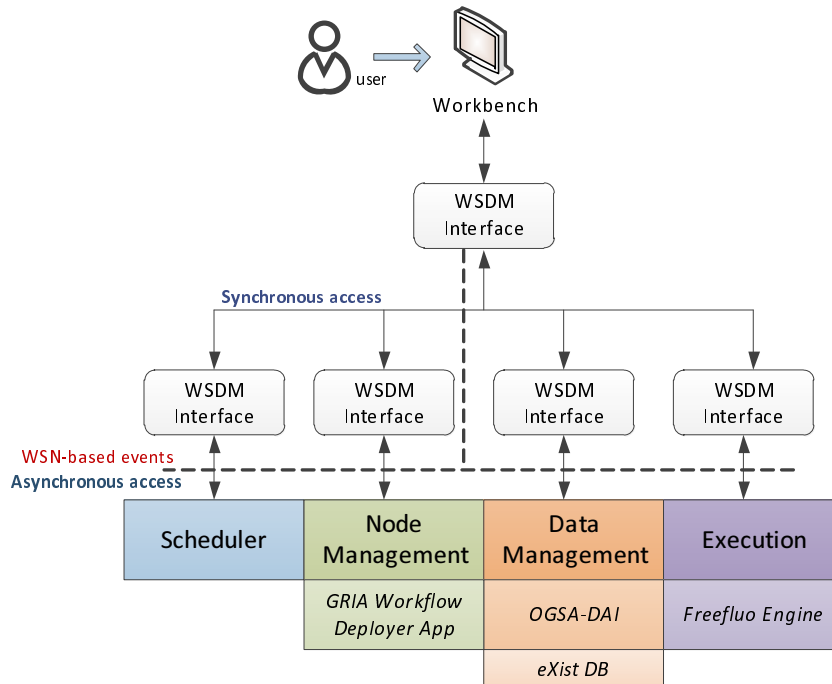 user
Workbench
WSDM
Interface
Synchronous access
WSDM
Interface
WSDM
Interface
WSDM
Interface
WSDM
Interface
WSN-based events
Asynchronous access
Scheduler
Node
Management
Data
Management
Execution
GRIA Workflow
Deployer App
OGSA-DAI
Freefluo Engine
eXist DB